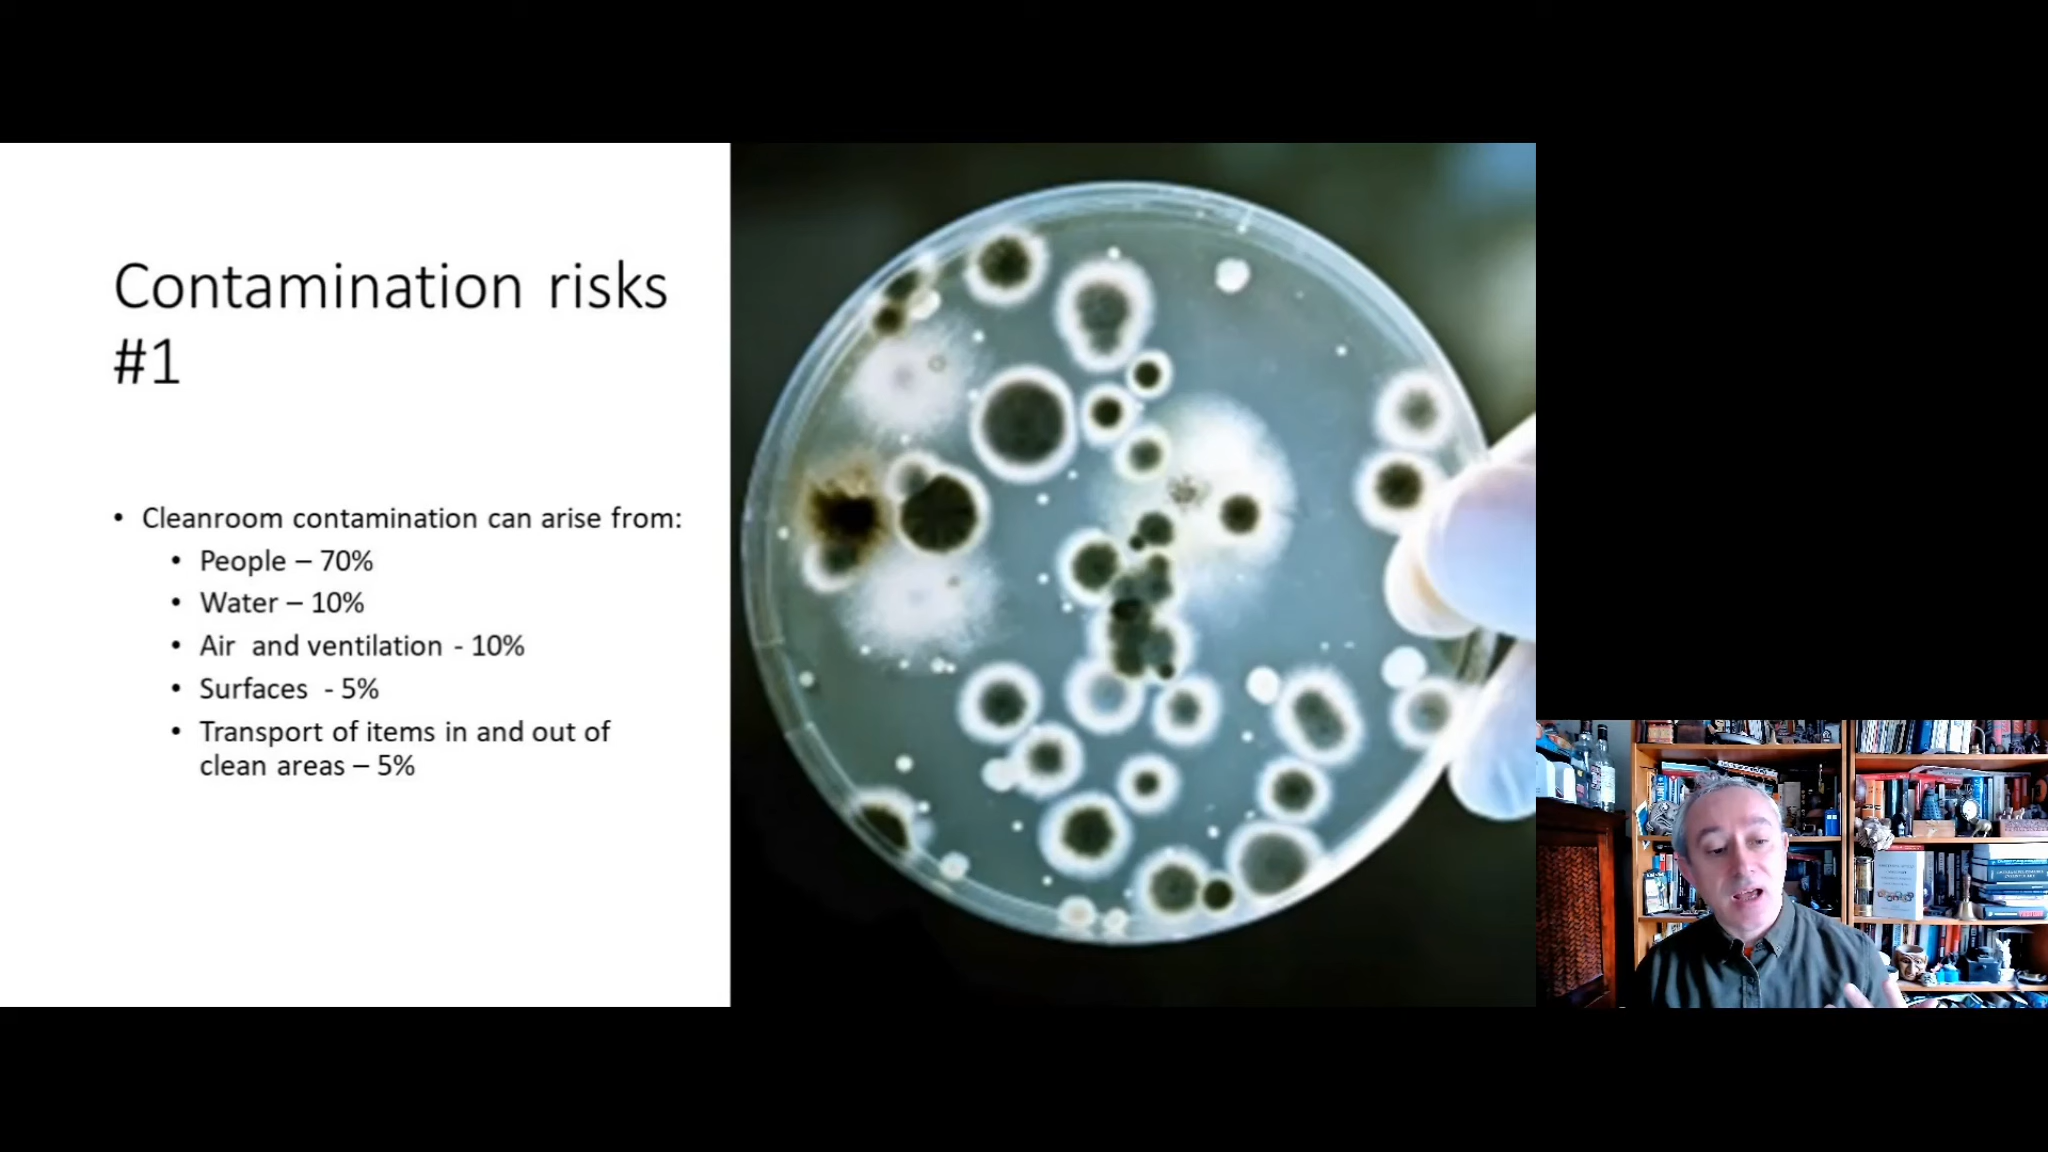 Contamination risks
#1
• Cleanroom contamination can arise from:
• People – 70%
• Water – 10%
• Air  and ventilation - 10%
• Surfaces  - 5%
• Transport of items in and out of
clean areas – 5%